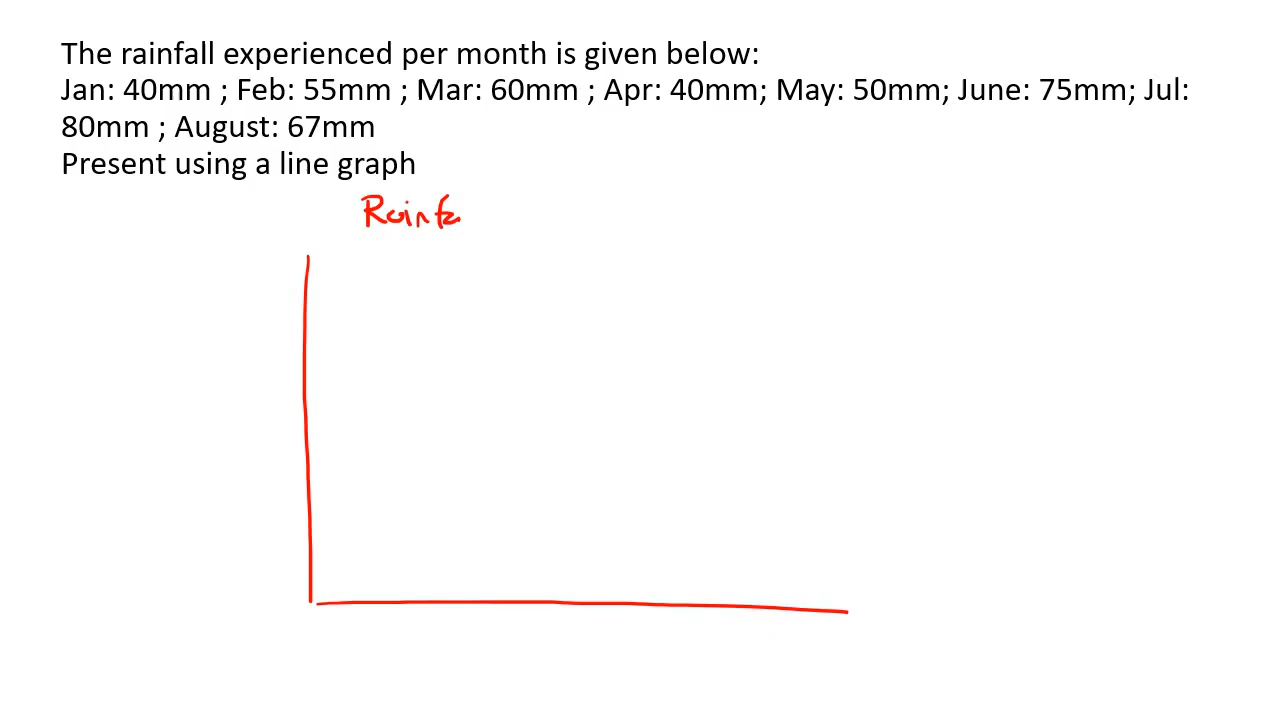 The rainfall experienced per month is given below:
Jan: 40mm ; Feb: 55mm ; Mar: 60mm ; Apr: 40mm; May: 50mm; June: 75mm; Jul:
80mm ; August: 67mm
Present using a line graph
Rainfa